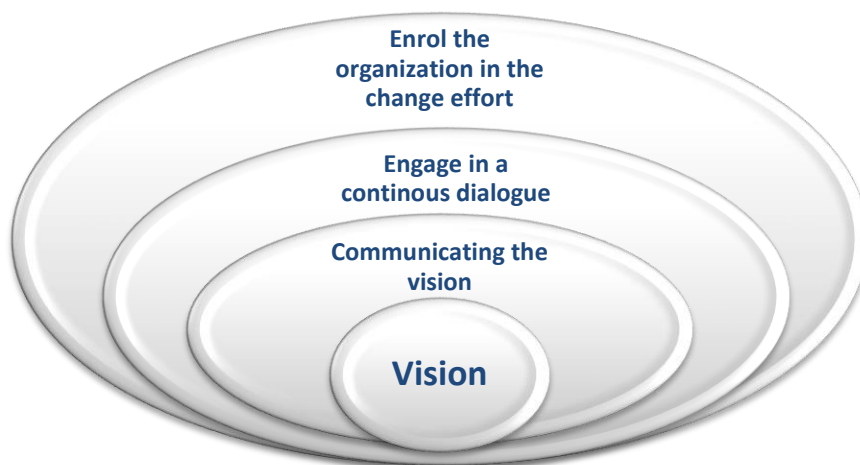 Enrol the
organization in the
change effort
Engage in a
continous dialogue
Communicating the
vision
Vision